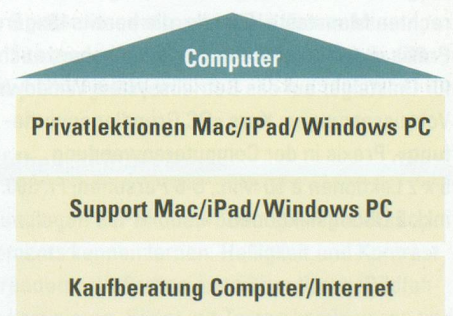 Computer
Privatlektionen Mac/iPad/Windows PC
Support Mac/iPad/Windows PC
Kaufberatung Computer/Internet